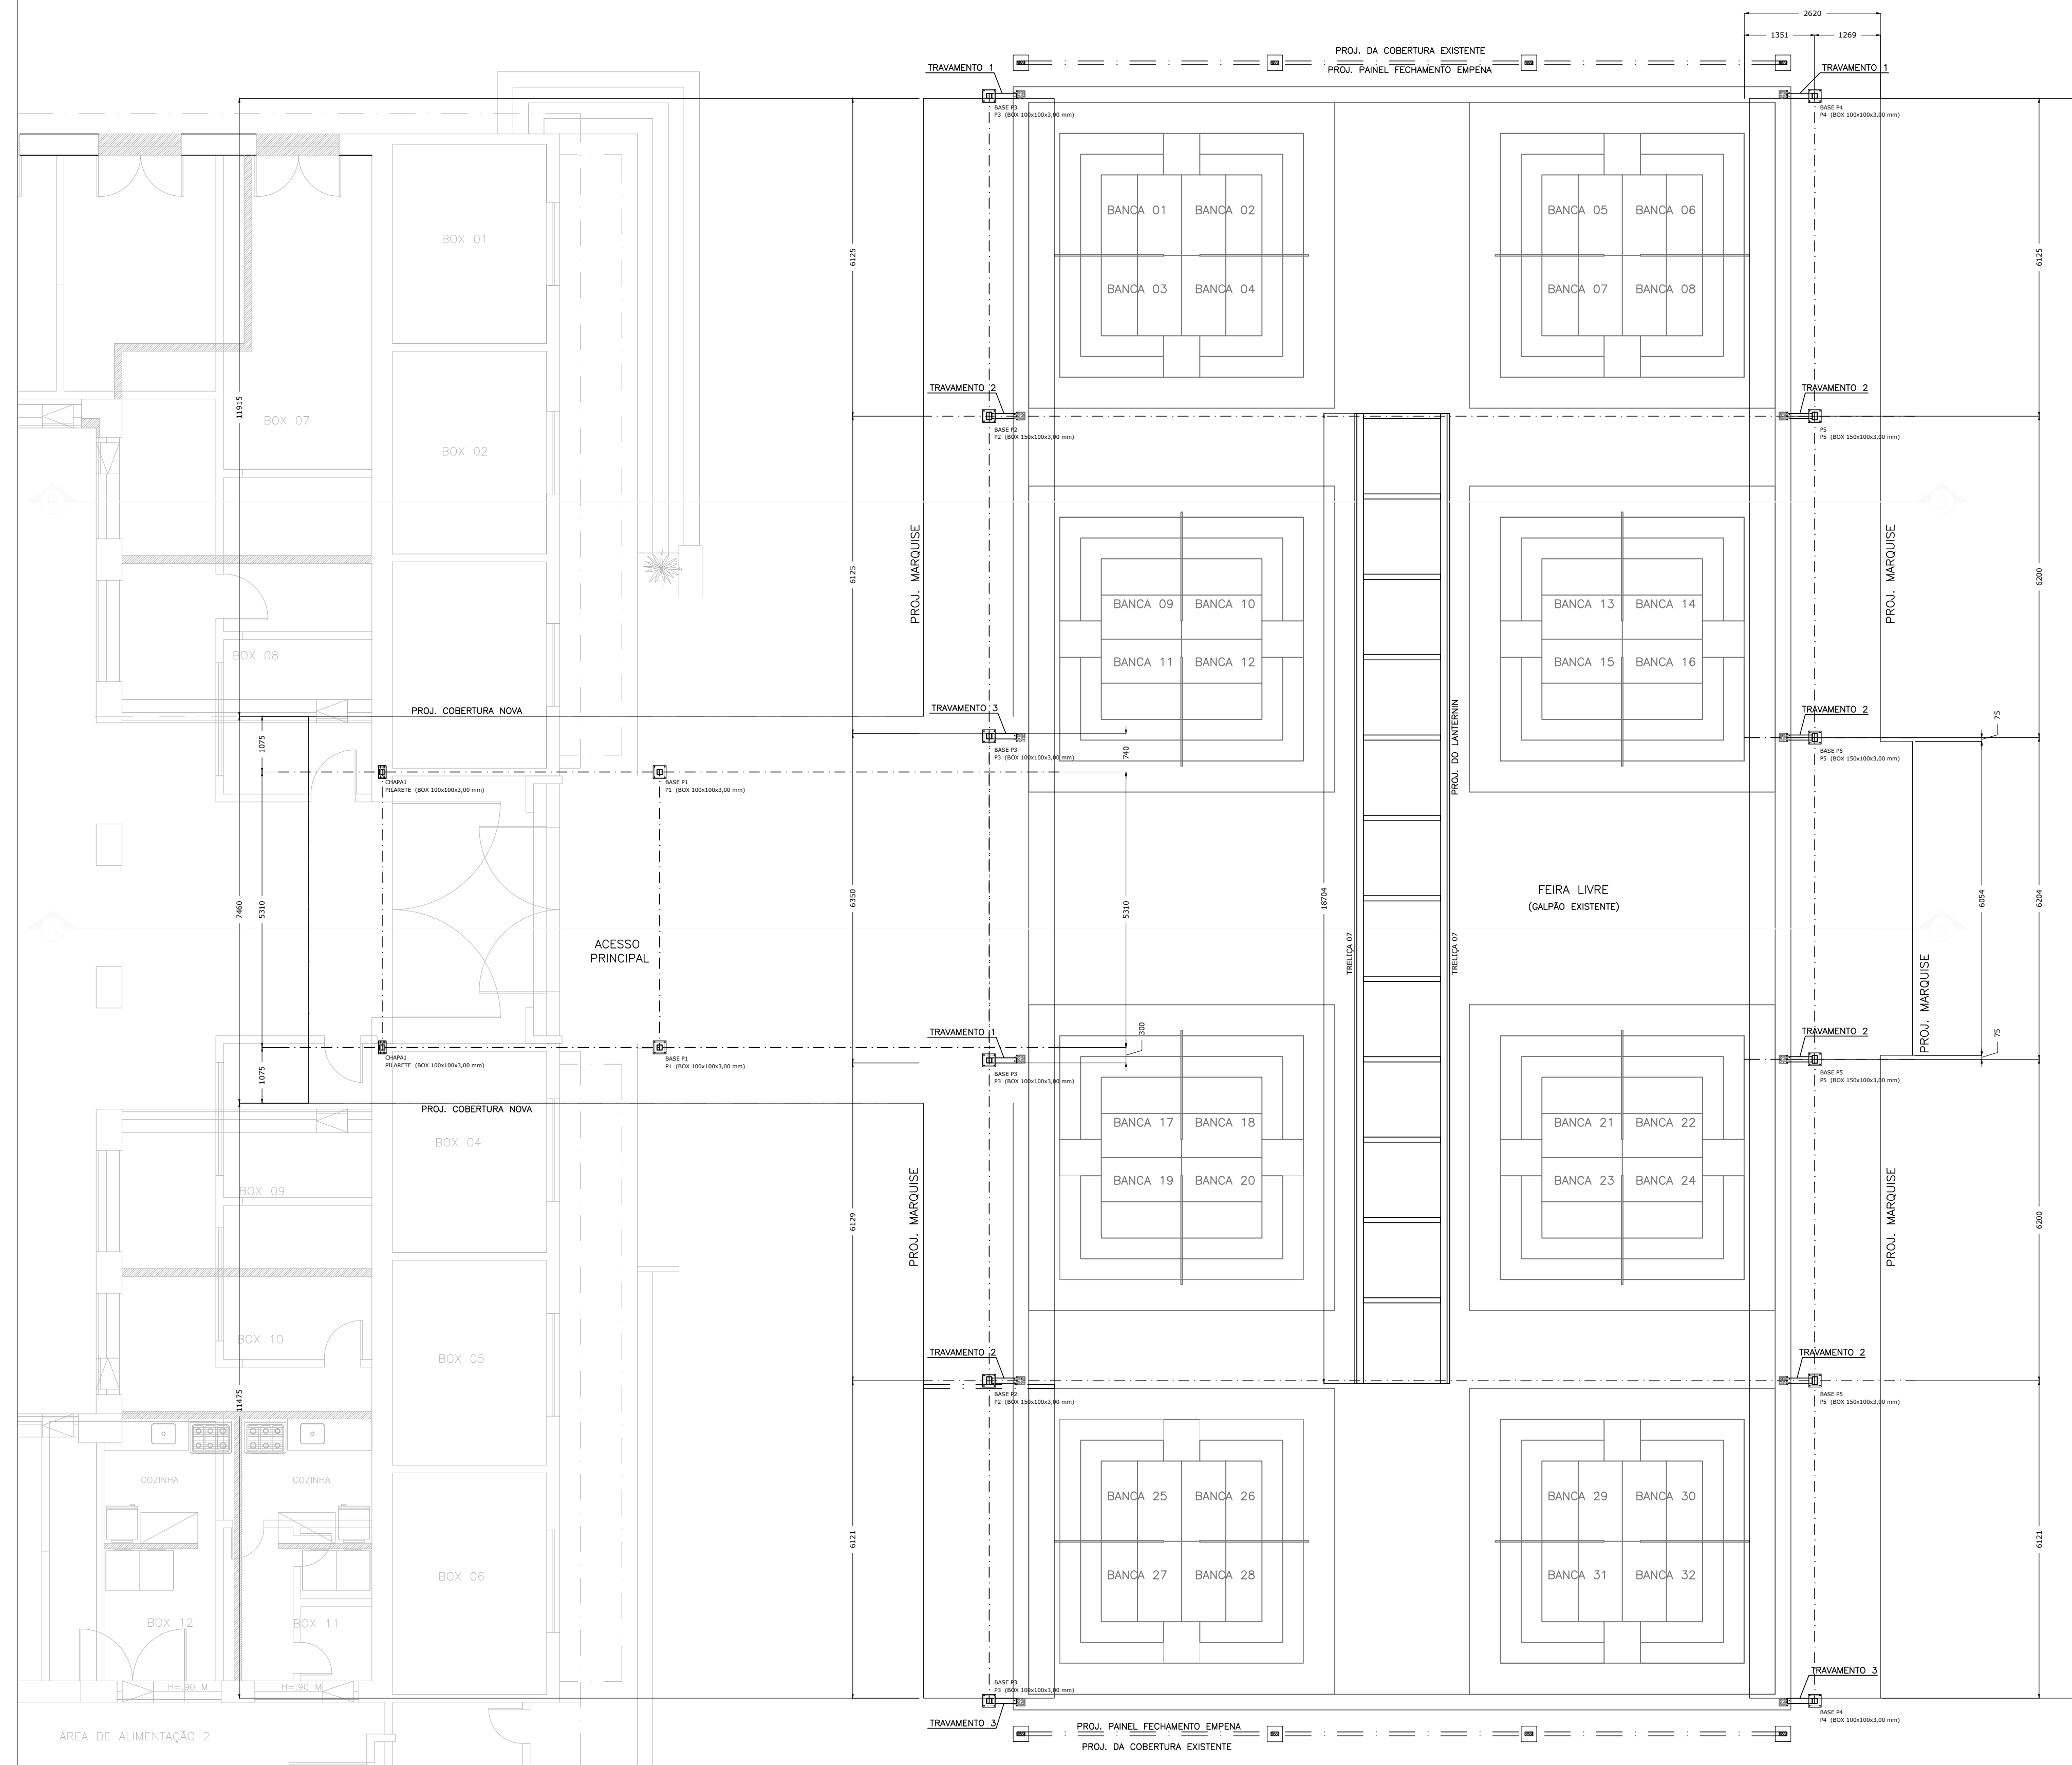 2620
1351
1269
PROJ. DA COBERTURA EXISTENTE
PROJ. PAINEL FECHAMENTO EMPENA
TRAVAMENTO 1
TRAVAMENTO 1
BASE P3
P3 (BOX 100x100x3,00 mm)
BASE P4
P4 (BOX 100x100x3,00 mm)
BANCA 01
BANCA 02
BANCA 05
BANCA 06
BOX 01
6125
6125
BANCA 03
BANCA 04
BANCA 07
BANCA 08
TRAVAMENTO 2
TRAVAMENTO 2
11915
BOX 07
BASE P2
P2 (BOX 150x100x3,00 mm)
P5
P5 (BOX 150x100x3,00 mm)
BOX 02
PROJ. MARQUISE
PROJ. MARQUISE
6125
6200
BANCA 09
BANCA 10
BANCA 13
BANCA 14
BOX 08
BANCA 11
BANCA 12
BANCA 15
BANCA 16
PROJ. COBERTURA NOVA
TRAVAMENTO 3
TRAVAMENTO 2
75
1075
740
PROJ. DO LANTERNIN
BASE P3
P3 (BOX 100x100x3,00 mm)
BASE P5
P5 (BOX 150x100x3,00 mm)
CHAPA1
PILARETE (BOX 100x100x3,00 mm)
BASE P1
P1 (BOX 100x100x3,00 mm)
7460
5310
6350
5310
18704
FEIRA LIVRE
(GALPÃO EXISTENTE)
6054
6204
ACESSO
PRINCIPAL
TRELIÇA 07
TRELIÇA 07
PROJ. MARQUISE
300
75
TRAVAMENTO 1
TRAVAMENTO 2
CHAPA1
PILARETE (BOX 100x100x3,00 mm)
BASE P1
P1 (BOX 100x100x3,00 mm)
1075
BASE P3
P3 (BOX 100x100x3,00 mm)
BASE P5
P5 (BOX 150x100x3,00 mm)
PROJ. COBERTURA NOVA
BOX 04
BANCA 17
BANCA 18
BANCA 21
BANCA 22
BOX 09
BANCA 19
BANCA 20
BANCA 23
BANCA 24
PROJ. MARQUISE
PROJ. MARQUISE
6129
6200
BOX 10
BOX 05
TRAVAMENTO 2
TRAVAMENTO 2
11475
BASE P2
P2 (BOX 150x100x3,00 mm)
BASE P5
P5 (BOX 150x100x3,00 mm)
COZINHA
COZINHA
BANCA 25
BANCA 26
BANCA 29
BANCA 30
6121
6121
BOX 06
BANCA 27
BANCA 28
BANCA 31
BANCA 32
BOX 12
BOX 11
H=.90 M
H=.90 M
BASE P3
P3 (BOX 100x100x3,00 mm)
TRAVAMENTO 3
BASE P4
P4 (BOX 100x100x3,00 mm)
TRAVAMENTO 3
PROJ. PAINEL FECHAMENTO EMPENA
PROJ. DA COBERTURA EXISTENTE
ÁREA DE ALIMENTAÇÃO 2